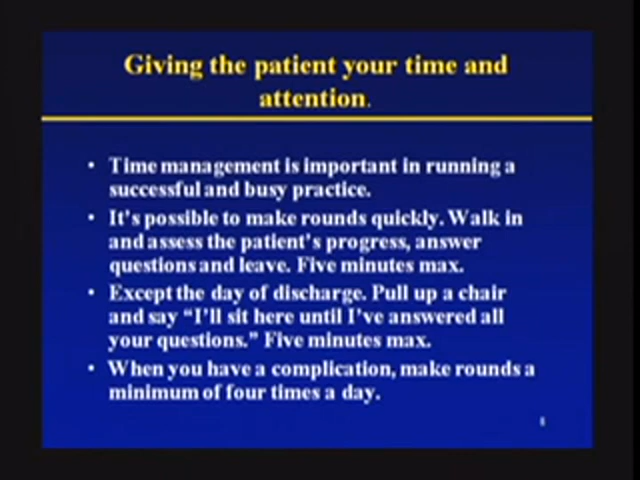 Giving the patient your time and
attention.
• Time management is important in running a
successful and busy practice.
• It's possible to make rounds quickly. Walk in
and assess the patient's progress, answer
questions and leave. Five minutes max.
• Except the day of discharge. Pull up a chair
and say “I'll sit here until I've answered all
your questions.” Five minutes max.
• When you have a complication, make rounds a
minimum of four times a day.